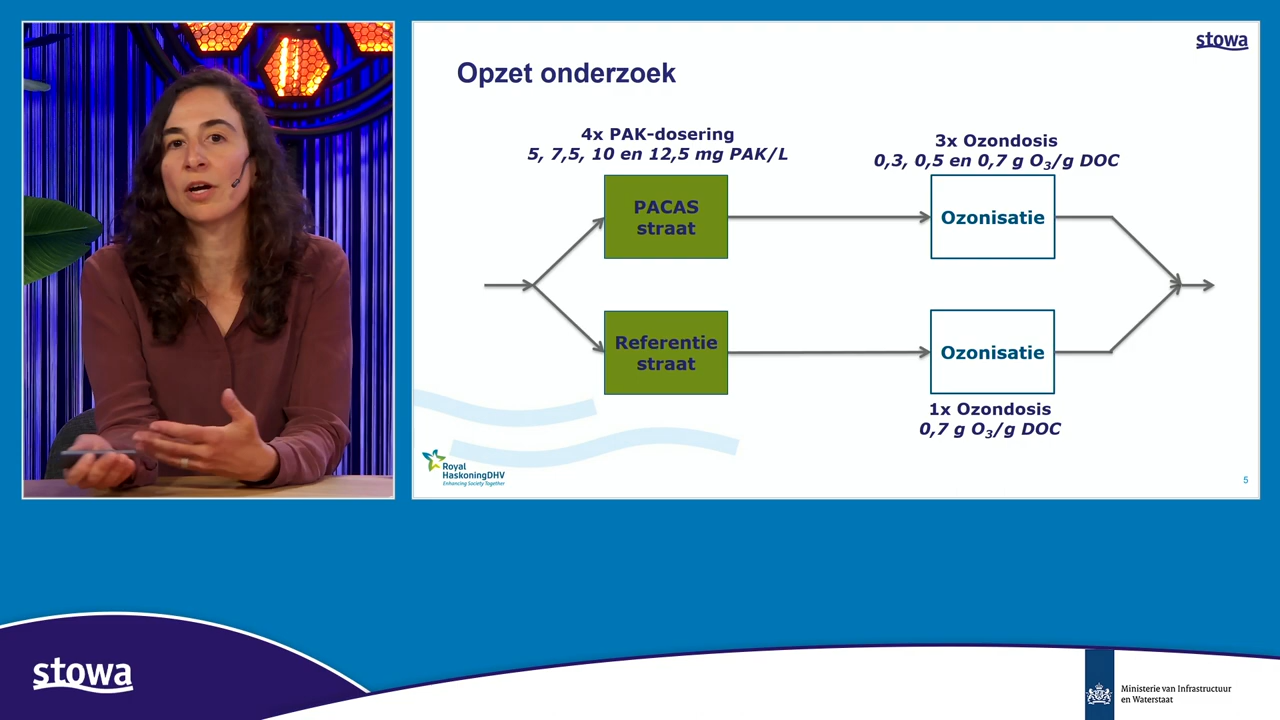 stowa
Opzet onderzoek
4x PAK-dosering
5, 7,5, 10 en 12,5 mg PAK/L
3x Ozondosis
0,3, 0,5 en 0,7 g O₃/g DOC
PACAS
straat
Ozonisatie
Referentie
straat
Ozonisatie
1x Ozondosis
0,7 g O₃/g DOC
Royal
HaskoningDHV
Enhancing Society Together
5
stowa
Ministerie van Infrastructuur
en Waterstaat